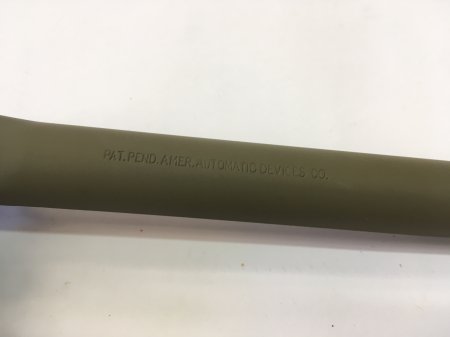 PAT. PEND. AMER. AUTOMATIC DEVICES CO.